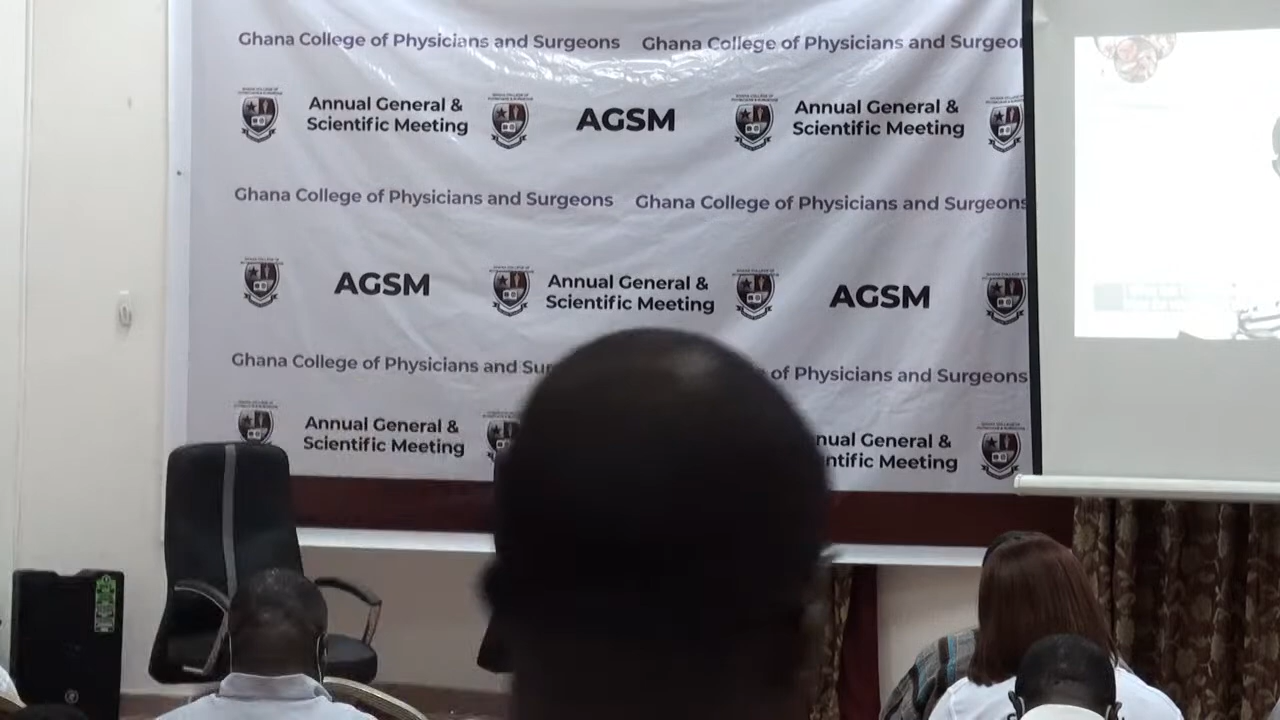 Ghana College of Physicians and Surgeons Ghana College of Physicians and Surgeo
Annual General &
Scientific Meeting
AGSM
Annual General &
Scientific Meeting
Ghana College of Physicians and Surgeons Ghana College of Physicians and Surgeons
AGSM
Annual General &
Scientific Meeting
AGSM
Ghana College of Physicians and Su
of Physicians and Surgeons
Annual General &
Scientific Meeting
nual General &
ntific Meeting